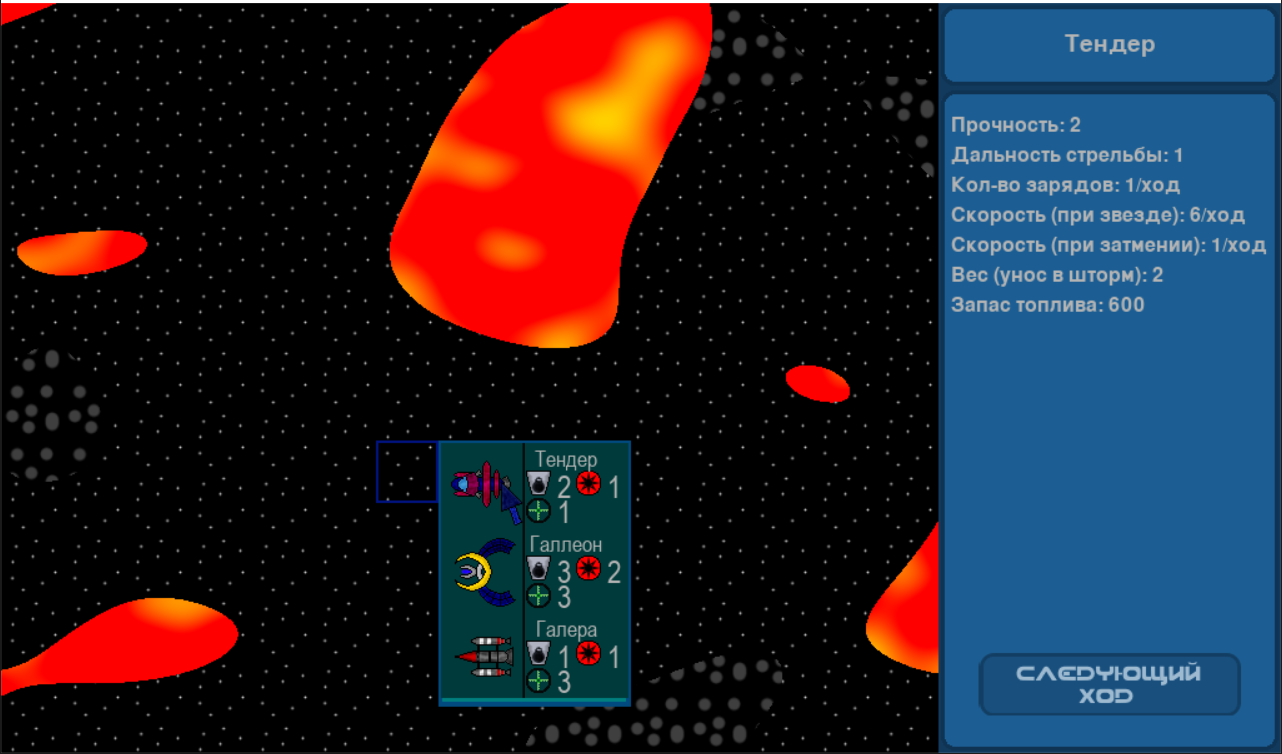 Тендер
Прочность: 2
Дальность стрельбы: 1
Кол-во зарядов: 1/ход
Скорость (при звезде): 6/ход
Скорость (при затмении): 1/ход
Вес (унос в шторм): 2
Запас топлива: 600
Тендер
2 1
1
Галлеон
3 2
3
Галера
1 1
3
СЛЕДУЮЩИЙ
ХОД